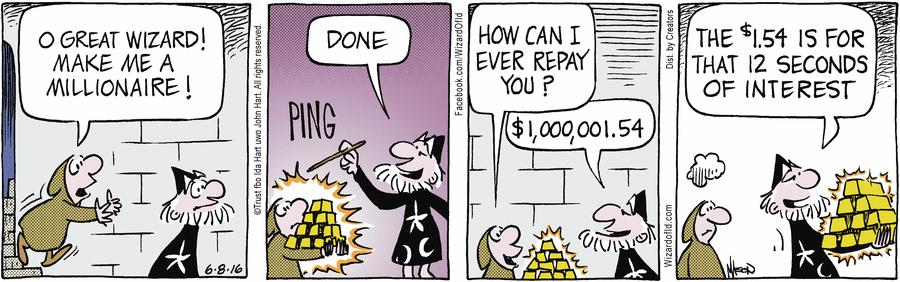 O GREAT WIZARD!
MAKE ME A
MILLIONAIRE!
6-8-16
©Trust fbo Ida Hart uwo John Hart. All rights reserved.
DONE
PING
Facebook.com/WizardOfId
HOW CAN I
EVER REPAY
YOU?
$1,000,001.54
Dist. by Creators
WizardOfId.com
THE $1.54 IS FOR
THAT 12 SECONDS
OF INTEREST